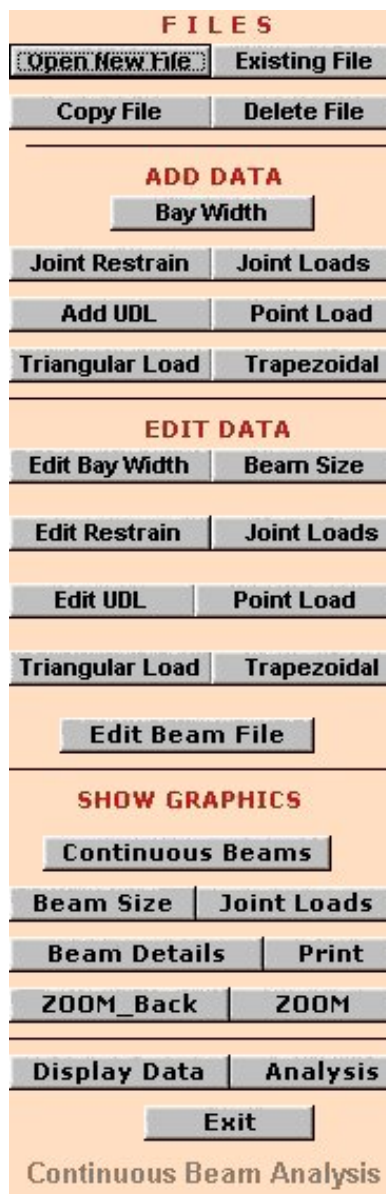 FILES
Open New File Existing File
Copy File Delete File
ADD DATA
Bay Width
Joint Restrain Joint Loads
Add UDL Point Load
Triangular Load Trapezoidal
EDIT DATA
Edit Bay Width Beam Size
Edit Restrain Joint Loads
Edit UDL Point Load
Triangular Load Trapezoidal
Edit Beam File
SHOW GRAPHICS
Continuous Beams
Beam Size Joint Loads
Beam Details Print
ZOOM_Back ZOOM
Display Data Analysis
Exit
Continuous Beam Analysis